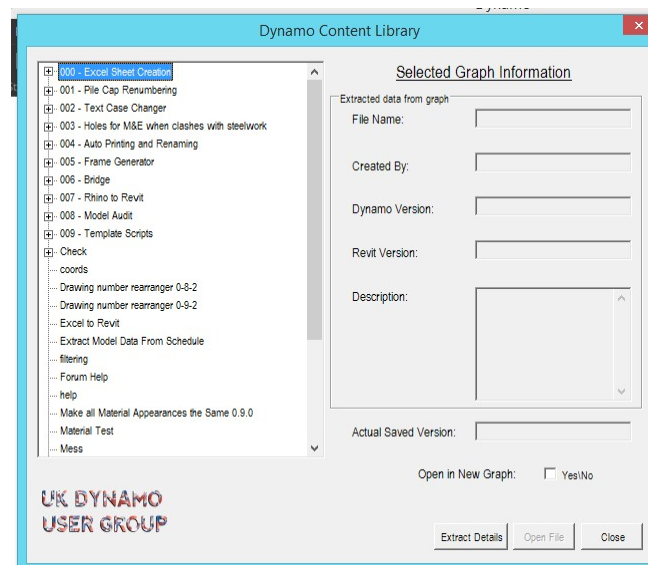 Dynamo Content Library
000 - Excel Sheet Creation
001 - Pile Cap Renumbering
002 - Text Case Changer
003 - Holes for M&E when clashes with steelwork
004 - Auto Printing and Renaming
005 - Frame Generator
006 - Bridge
007 - Rhino to Revit
008 - Model Audit
009 - Template Scripts
Check
coords
Drawing number rearranger 0-8-2
Drawing number rearranger 0-9-2
Excel to Revit
Extract Model Data From Schedule
filtering
Forum Help
help
Make all Material Appearances the Same 0.9.0
Material Test
Mess
UK DYNAMO
USER GROUP
Selected Graph Information
Extracted data from graph
File Name:
Created By:
Dynamo Version:
Revit Version:
Description:
Actual Saved Version:
Open in New Graph: Yes\No
Extract Details Open File Close